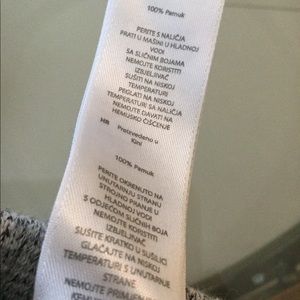 100% Pamuk
PERITE S NALIČJA
PRATI U MAŠINI U HLADNOJ
VODI
SA SLIČNIM BOJAMA
NEMOJTE KORISTITI
IZBJELJIVAČ
SUŠITI NA NISKOJ
TEMPERATURI
PEGLATI NA NISKOJ
TEMPERATURI SA NALIČJA
NEMOJTE DAVATI NA
HEMIJSKO ČIŠĆENJE
HR Proizvedeno u
Kini
100% Pamuk
PERITE OKRENUTO NA
UNUTARNJU STRANU
STROJNO PRANJE U
HLADNOJ VODI
S ODJEĆOM SLIČNIH BOJA
NEMOJTE KORISTITI
IZBJELJIVAČ
SUŠITE KRATKO U SUŠILICI
GLAČAJTE NA NISKOJ
TEMPERATURI S UNUTARNJE
STRANE
NEMOJTE PRIMJENJIVATI